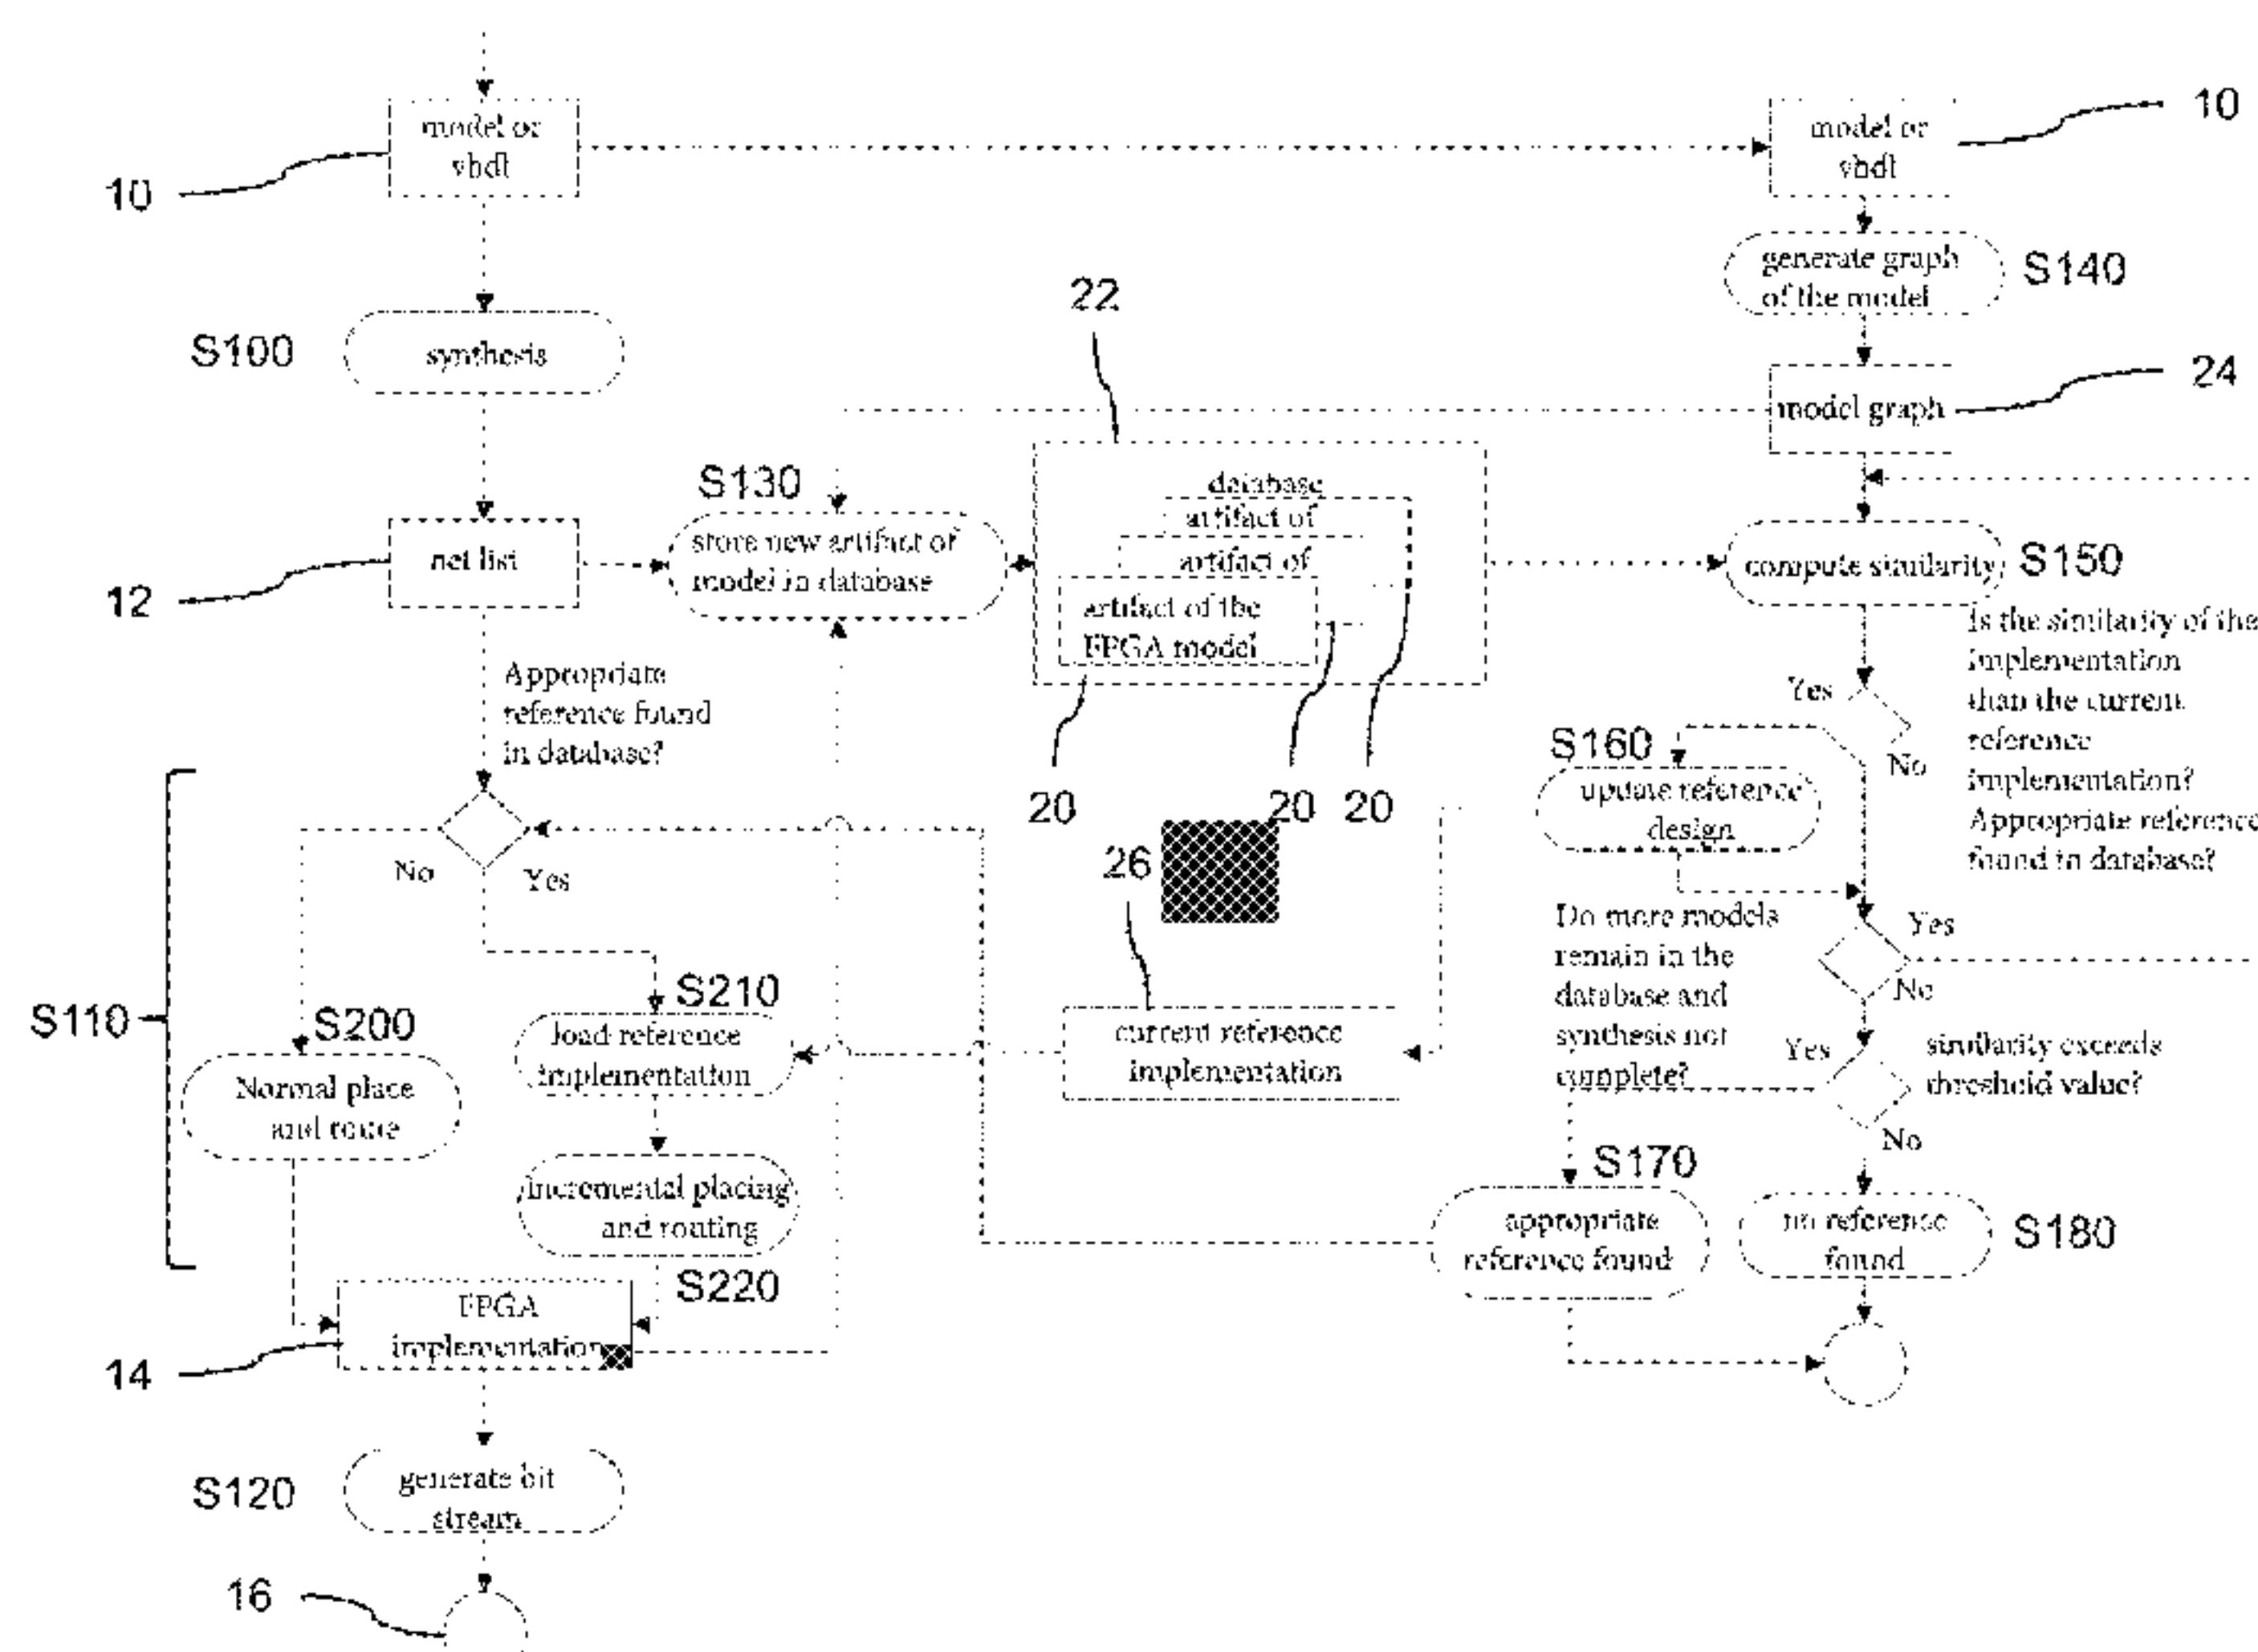 model or
vhdl
10
model or
vhdl
10
generate graph
of the model
S140
S100
synthesis
22
model graph
24
S130
store new artifact of
model in database
database
artifact of
artifact of
artifact of the
FPGA model
20
20
20
12
net list
compute similarity
S150
Is the similarity of the
implementation
than the current
reference
implementation?
Appropriate reference
found in database?
Yes
No
Appropriate
reference found
in database?
S160
update reference
design
No
Yes
26
Do more models
remain in the
database and
synthesis not
complete?
Yes
No
S110
S200
Normal place
and route
S210
load reference
implementation
current reference
implementation
Yes
similarity exceeds
threshold value?
No
incremental placing
and routing
S220
S170
appropriate
reference found
no reference
found
S180
FPGA
implementation
14
S120
generate bit
stream
16